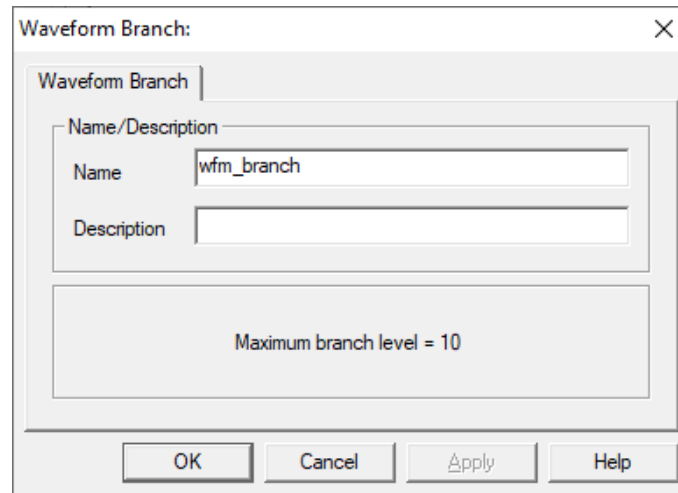 Waveform Branch:
Waveform Branch
Name/Description
Name wfm_branch
Description
Maximum branch level = 10
OK Cancel Apply Help